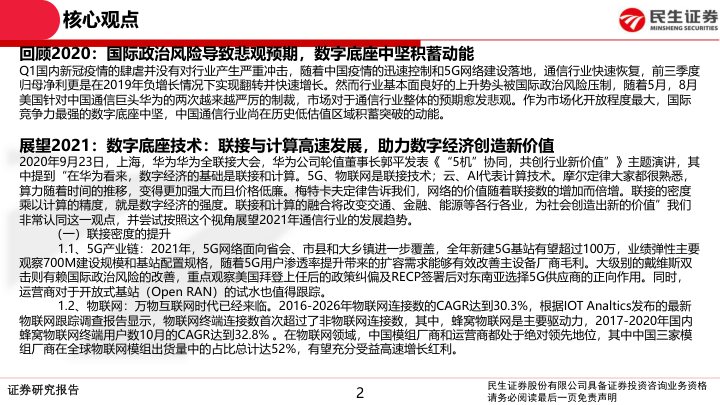 核心观点
民生证券
MINSHENG SECURITIES
回顾2020：国际政治风险导致悲观预期，数字底座中坚积蓄动能
Q1国内新冠疫情的肆虐并没有对行业产生严重冲击，随着中国疫情的迅速控制和5G网络建设落地，通信行业快速恢复，前三季度
归母净利更是在2019年负增长情况下实现翻转并快速增长。然而行业基本面良好的上升势头被国际政治风险压制，随着5月，8月
美国针对中国通信巨头华为的两次越来越严厉的制裁，市场对于通信行业整体的预期愈发悲观。作为市场化开放程度最大，国际
竞争力最强的数字底座中坚，中国通信行业尚在历史低估值区域积蓄突破的动能。
展望2021：数字底座技术：联接与计算高速发展，助力数字经济创造新价值
2020年9月23日，上海，华为华为全联接大会，华为公司轮值董事长郭平发表《“5机”协同，共创行业新价值”》主题演讲，其
中提到“在华为看来，数字经济的基础是联接和计算。5G、物联网是联接技术；云、AI代表计算技术。摩尔定律大家都很熟悉，
算力随着时间的推移，变得更加强大而且价格低廉。梅特卡夫定律告诉我们，网络的价值随着联接数的增加而倍增。联接的密度
乘以计算的精度，就是数字经济的强度。联接和计算的融合将改变交通、金融、能源等各行各业，为社会创造出新的价值”我们
非常认同这一观点，并尝试按照这个视角展望2021年通信行业的发展趋势。
（一）联接密度的提升
1.1、5G产业链：2021年，5G网络面向省会、市县和大乡镇进一步覆盖，全年新建5G基站有望超过100万，业绩弹性主要
观察700M建设规模和基站配置规格，随着5G用户渗透率提升带来的扩容需求能够有效改善主设备厂商毛利。大级别的戴维斯双
击则有赖国际政治风险的改善，重点观察美国拜登上任后的政策纠偏及RECP签署后对东南亚选择5G供应商的正向作用。同时，
运营商对于开放式基站（Open RAN）的试水也值得跟踪。
1.2、物联网：万物互联网时代已经来临。2016-2026年物联网连接数的CAGR达到30.3%，根据IOT Analtics发布的最新
物联网跟踪调查报告显示，物联网终端连接数首次超过了非物联网连接数，其中，蜂窝物联网是主要驱动力，2017-2020年国内
蜂窝物联网终端用户数10月的CAGR达到32.8% 。在物联网领域，中国模组厂商和运营商都处于绝对领先地位，其中中国三家模
组厂商在全球物联网模组出货量中的占比总计达52%，有望充分受益高速增长红利。
证券研究报告
2
民生证券股份有限公司具备证券投资咨询业务资格
请务必阅读最后一页免责声明